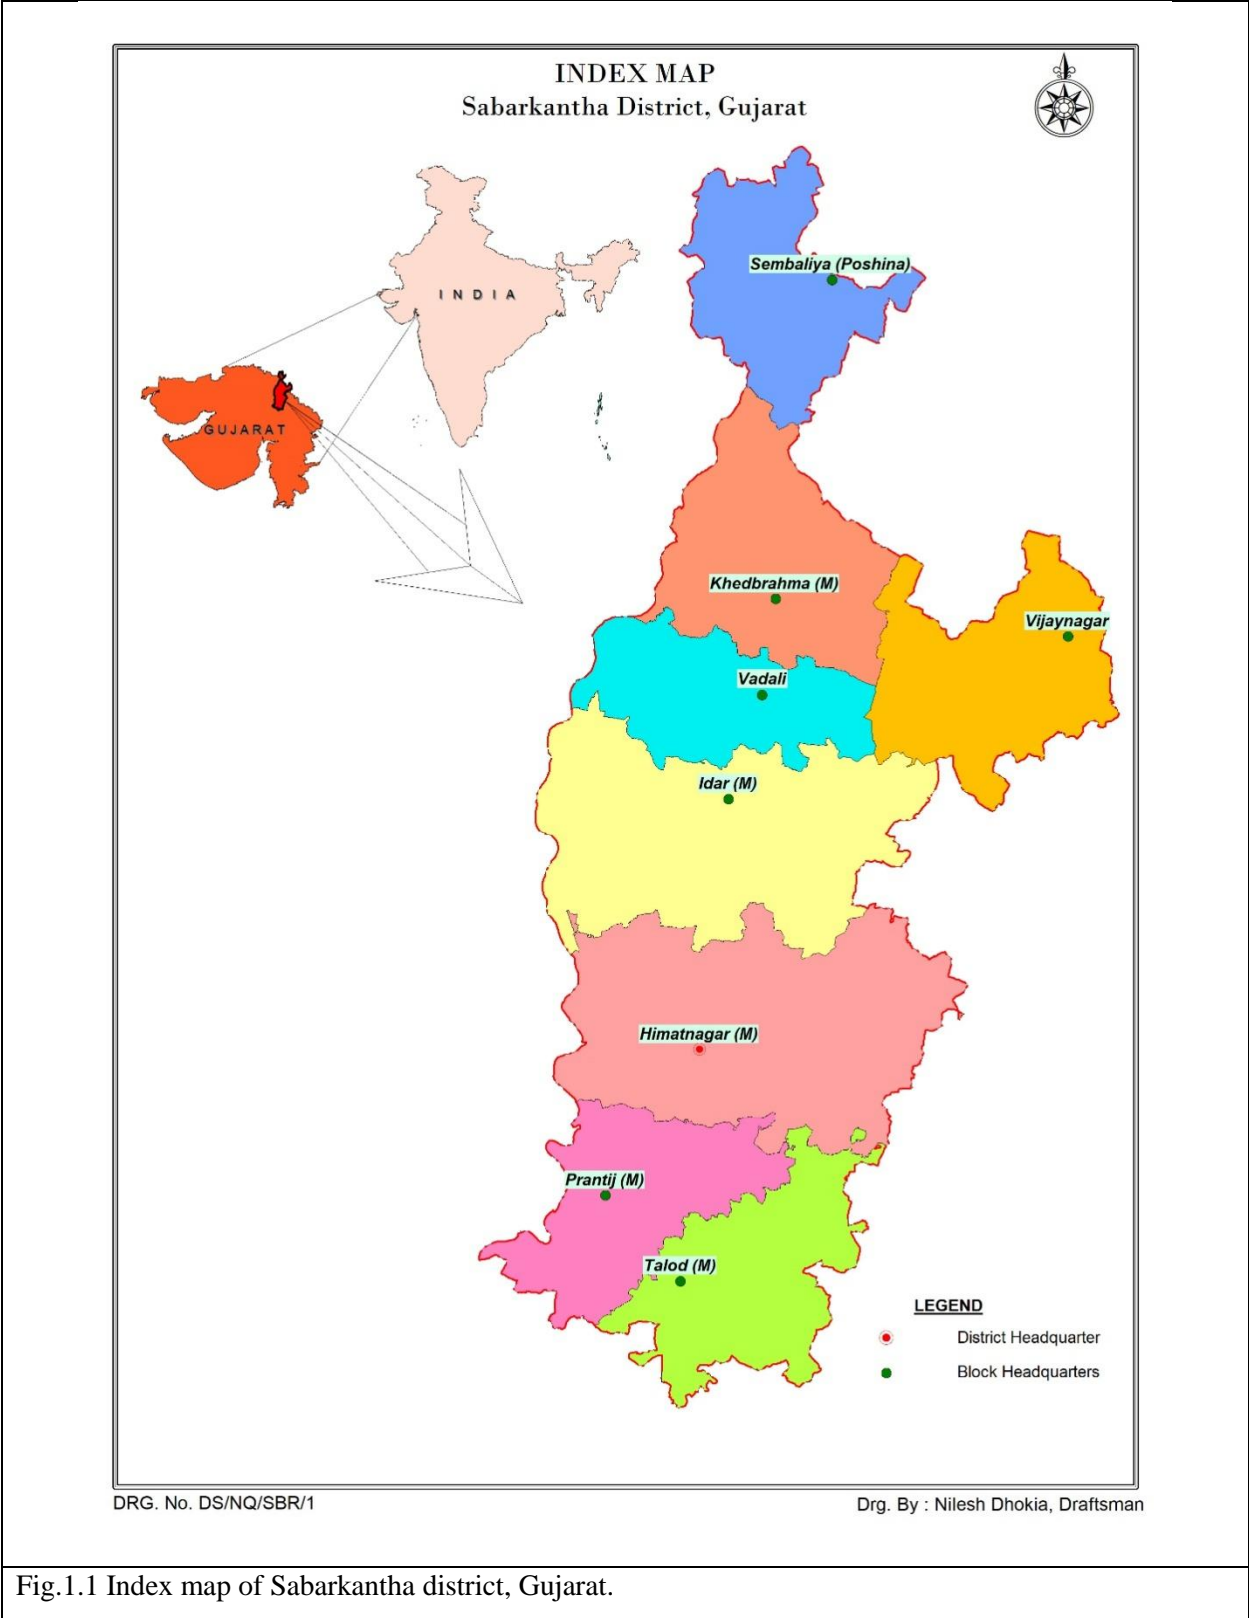 INDEX MAP
Sabarkantha District, Gujarat
Sembaliya (Poshina)
INDIA
GUJARAT
Khedbrahma (M)
Vijaynagar
Vadali
Idar (M)
Himatnagar (M)
Prantij (M)
Talod (M)
LEGEND
District Headquarter
Block Headquarters
DRG. No. DS/NQ/SBR/1
Drg. By : Nilesh Dhokia, Draftsman
Fig.1.1 Index map of Sabarkantha district, Gujarat.